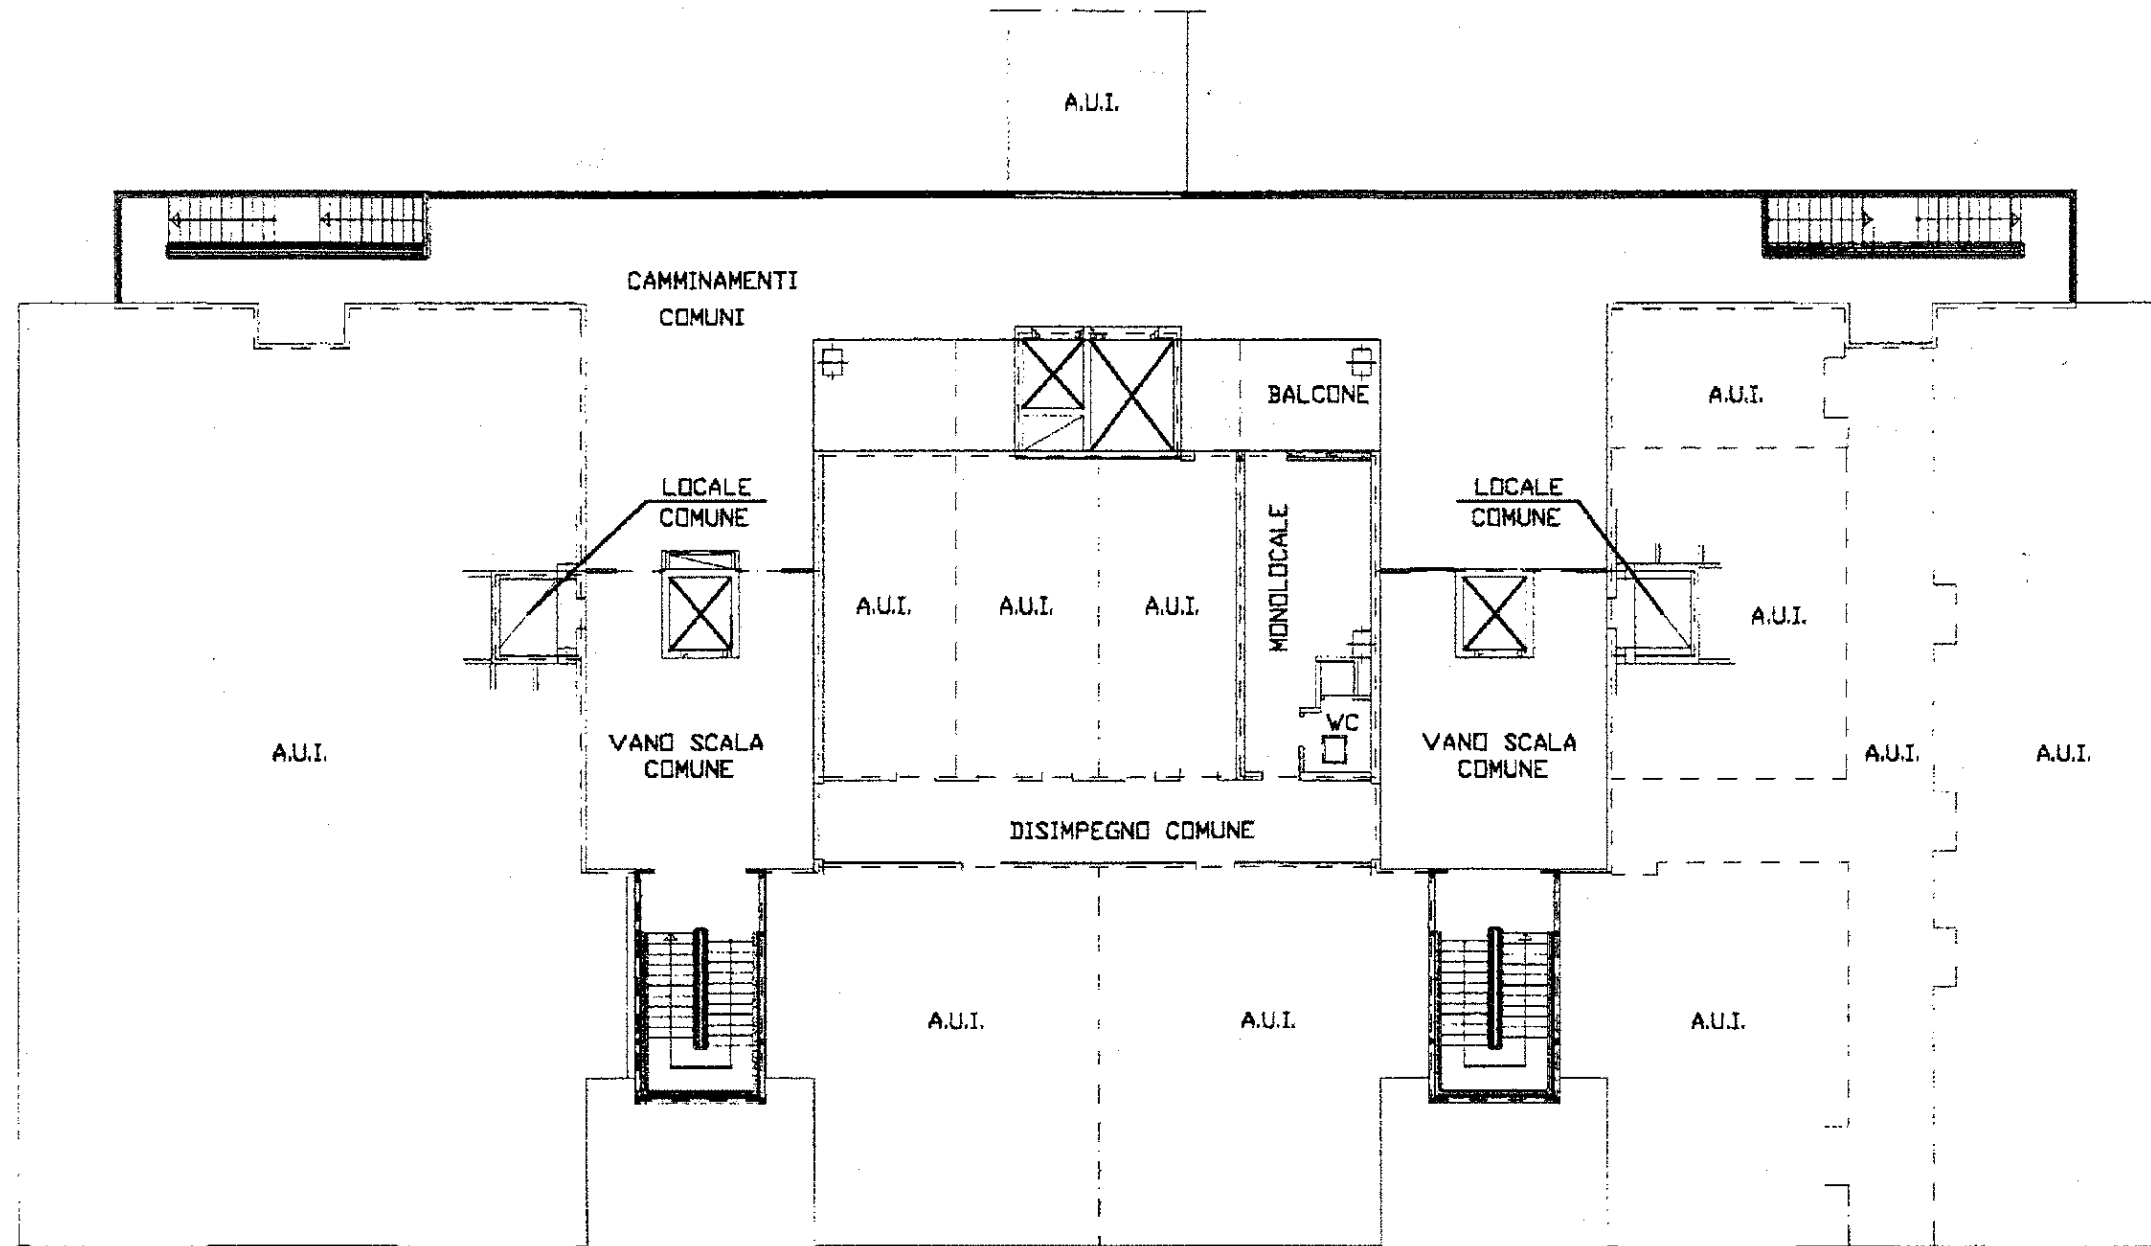 A.U.I.
CAMMINAMENTI
COMUNI
BALCONE
A.U.I.
LOCALE
COMUNE
LOCALE
COMUNE
MONOLOCALE
A.U.I.
A.U.I.
A.U.I.
A.U.I.
WC
VANO SCALA
COMUNE
VANO SCALA
COMUNE
A.U.I.
A.U.I.
A.U.I.
DISIMPEGNO COMUNE
A.U.I.
A.U.I.
A.U.I.